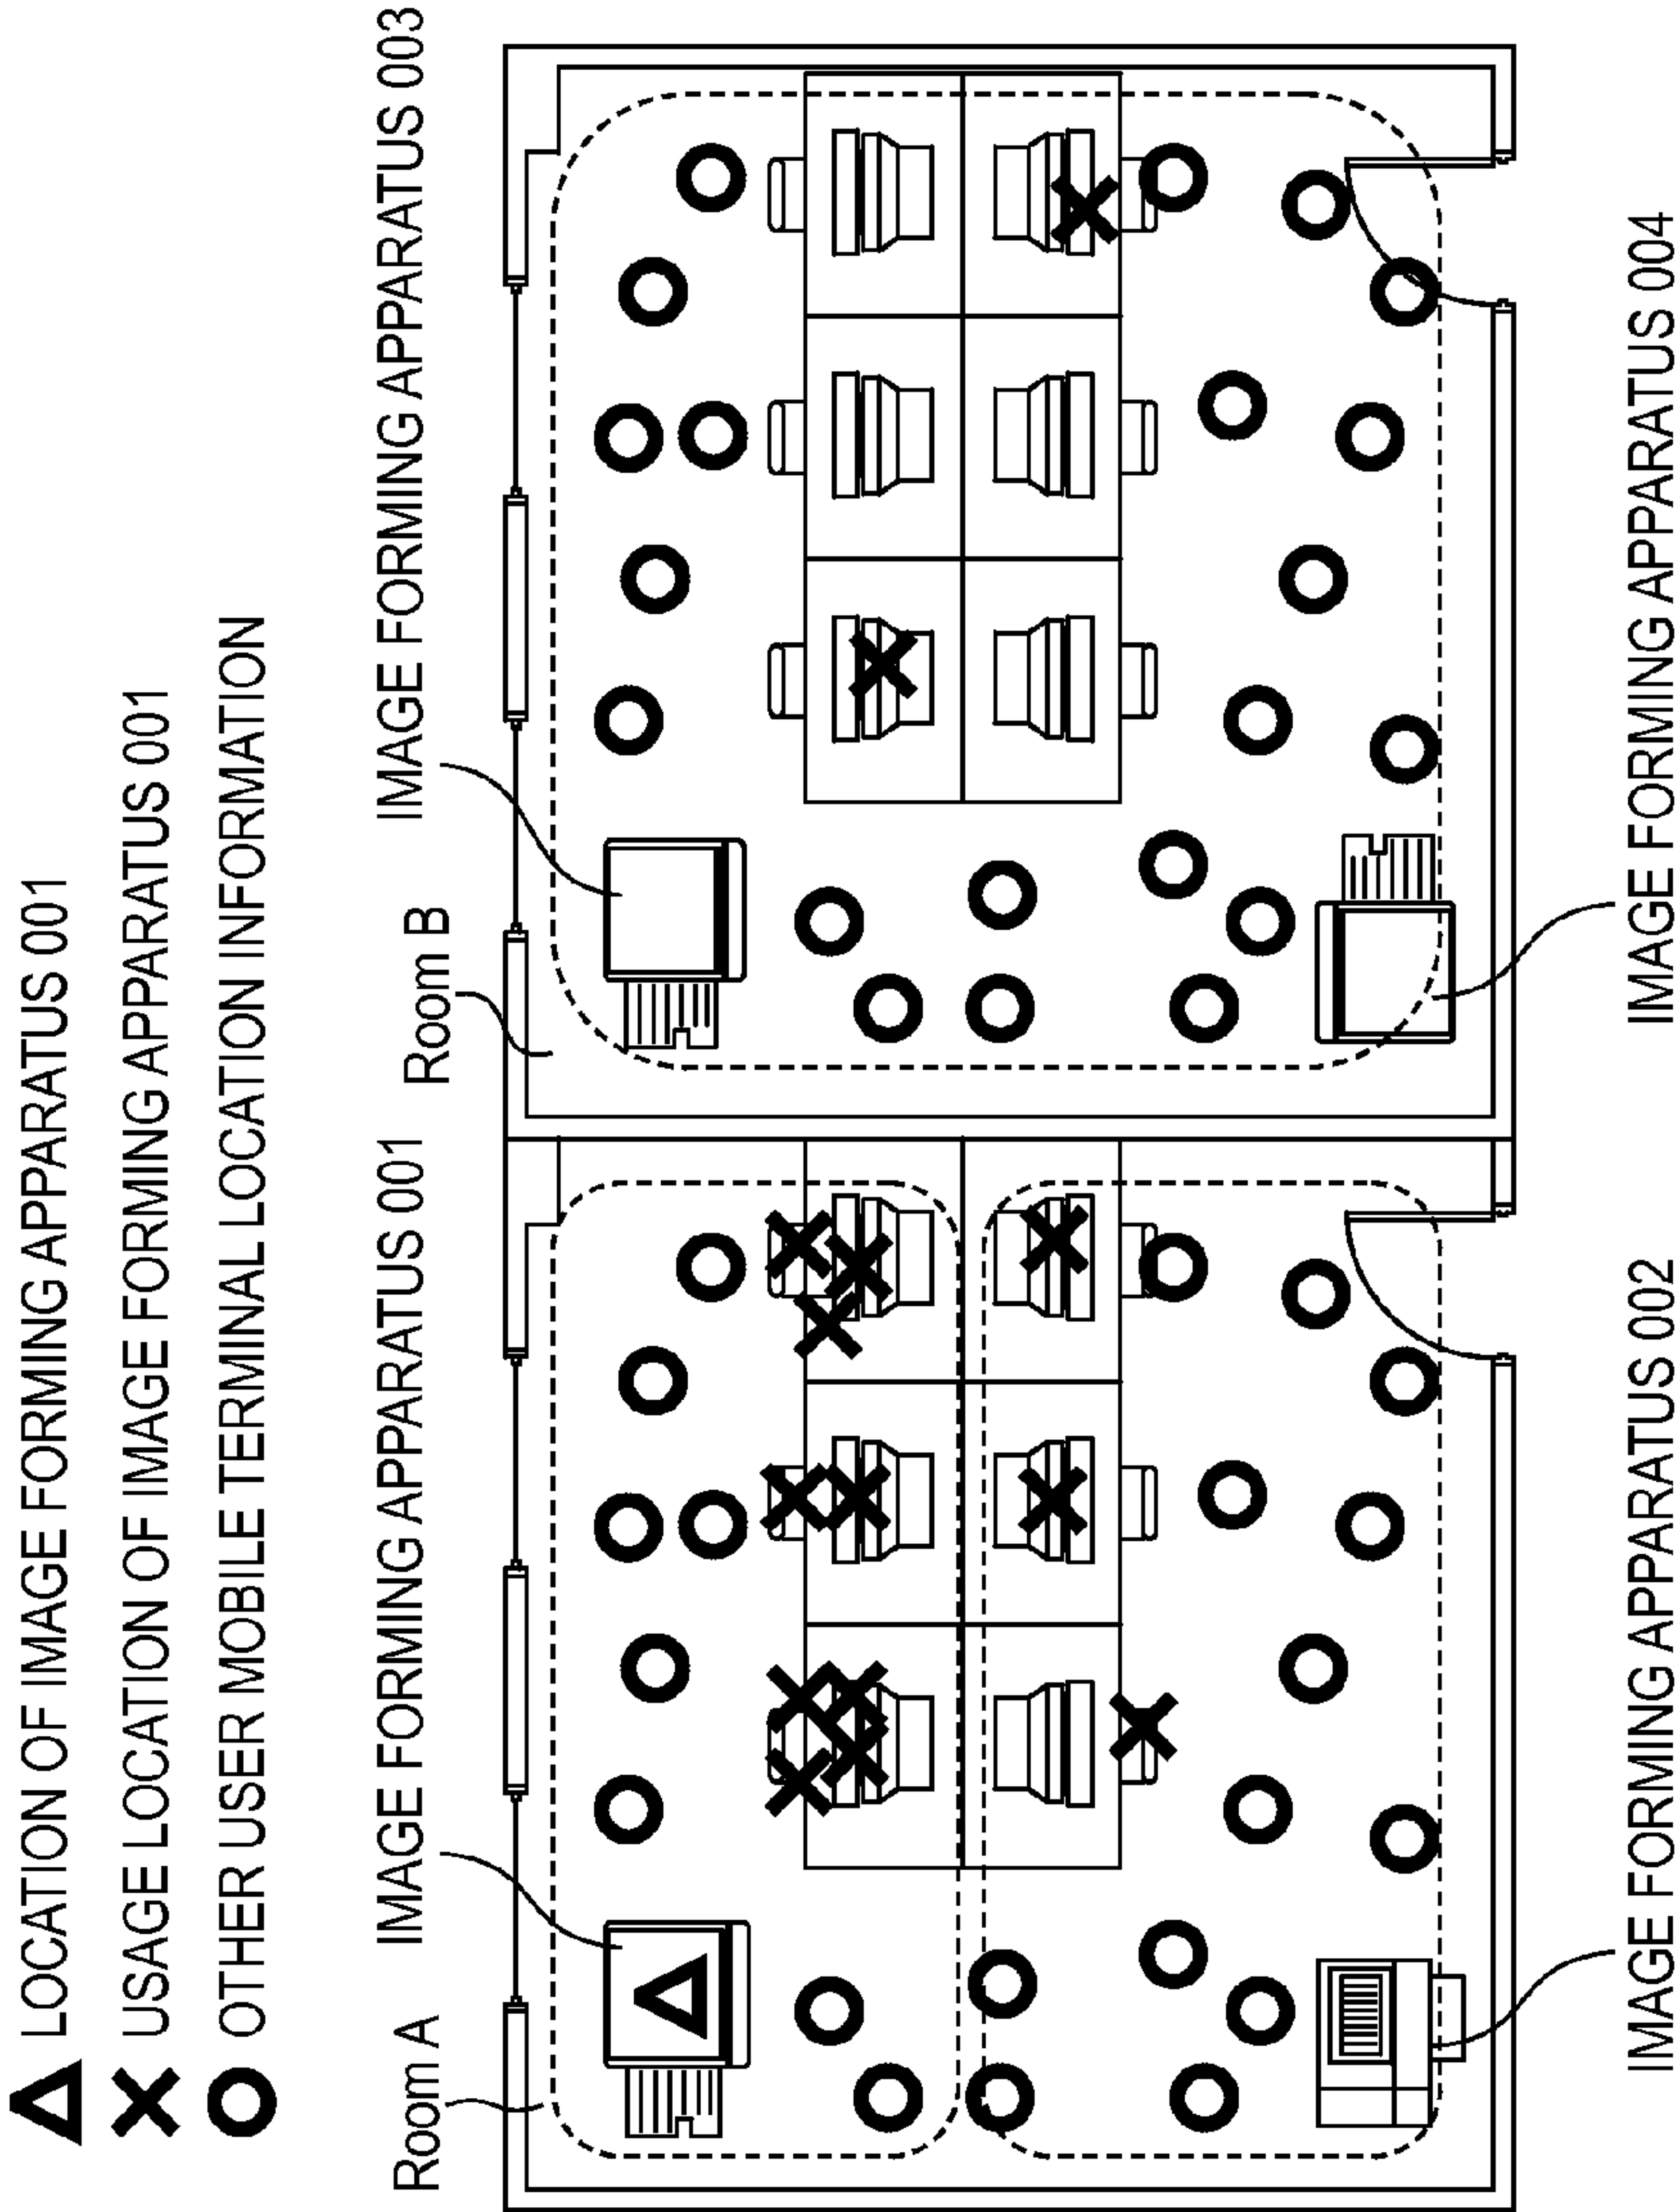 LOCATION OF IMAGE FORMING APPARATUS 001
USAGE LOCATION OF IMAGE FORMING APPARATUS 001
OTHER USER MOBILE TERMINAL LOCATION INFORMATION
Room A
IMAGE FORMING APPARATUS 001
Room B
IMAGE FORMING APPARATUS 003
IMAGE FORMING APPARATUS 002
IMAGE FORMING APPARATUS 004